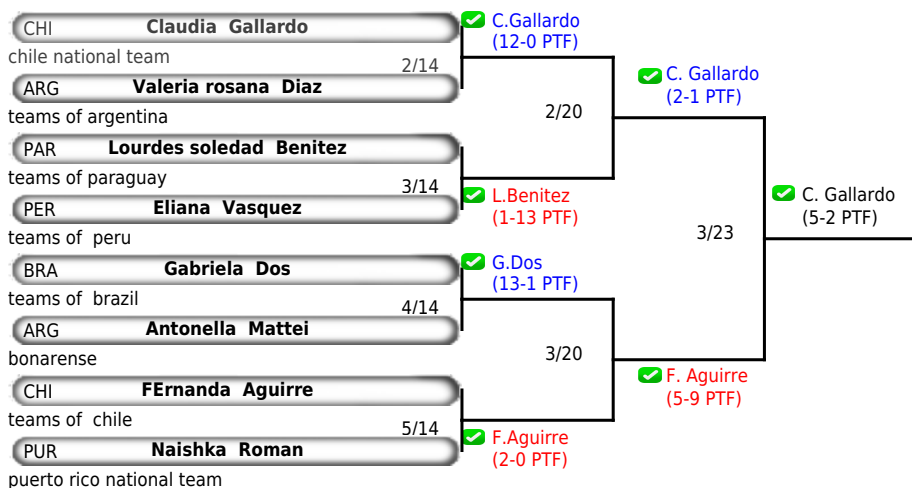 CHI Claudia Gallardo
chile national team
2/14
ARG Valeria rosana Diaz
teams of argentina
PAR Lourdes soledad Benitez
teams of paraguay
3/14
PER Eliana Vasquez
teams of peru
BRA Gabriela Dos
teams of brazil
4/14
ARG Antonella Mattei
bonarense
CHI FErnanda Aguirre
teams of chile
5/14
PUR Naishka Roman
puerto rico national team
C.Gallardo
(12-0 PTF)
2/20
L.Benitez
(1-13 PTF)
G.Dos
(13-1 PTF)
3/20
F.Aguirre
(2-0 PTF)
C. Gallardo
(2-1 PTF)
3/23
F. Aguirre
(5-9 PTF)
C. Gallardo
(5-2 PTF)